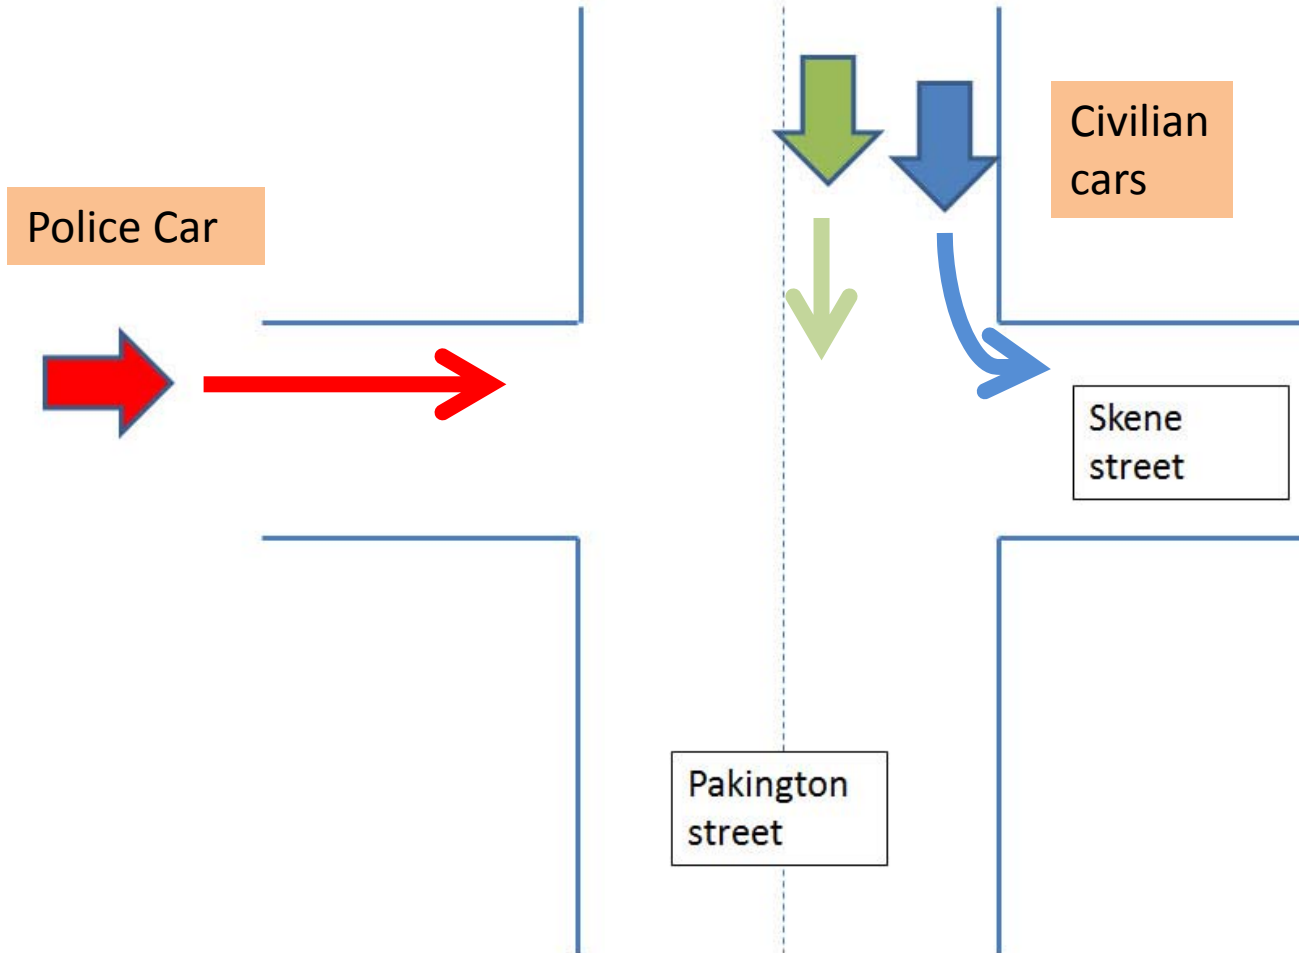 Civilian
cars
Police Car
Skene
street
Pakington
street